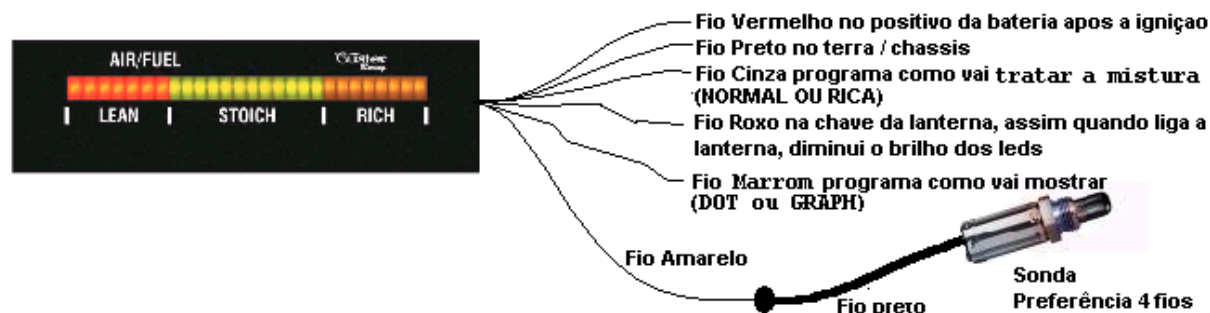 AIR/FUEL
LEAN
STOICH
RICH
Fio Vermelho no positivo da bateria apos a igniçao
Fio Preto no terra / chassis
Fio Cinza programa como vai tratar a mistura
(NORMAL OU RICA)
Fio Roxo na chave da lanterna, assim quando liga a
lanterna, diminui o brilho dos leds
Fio Marrom programa como vai mostrar
(DOT ou GRAPH)
Fio Amarelo
Fio preto
Sonda
Preferência 4 fios